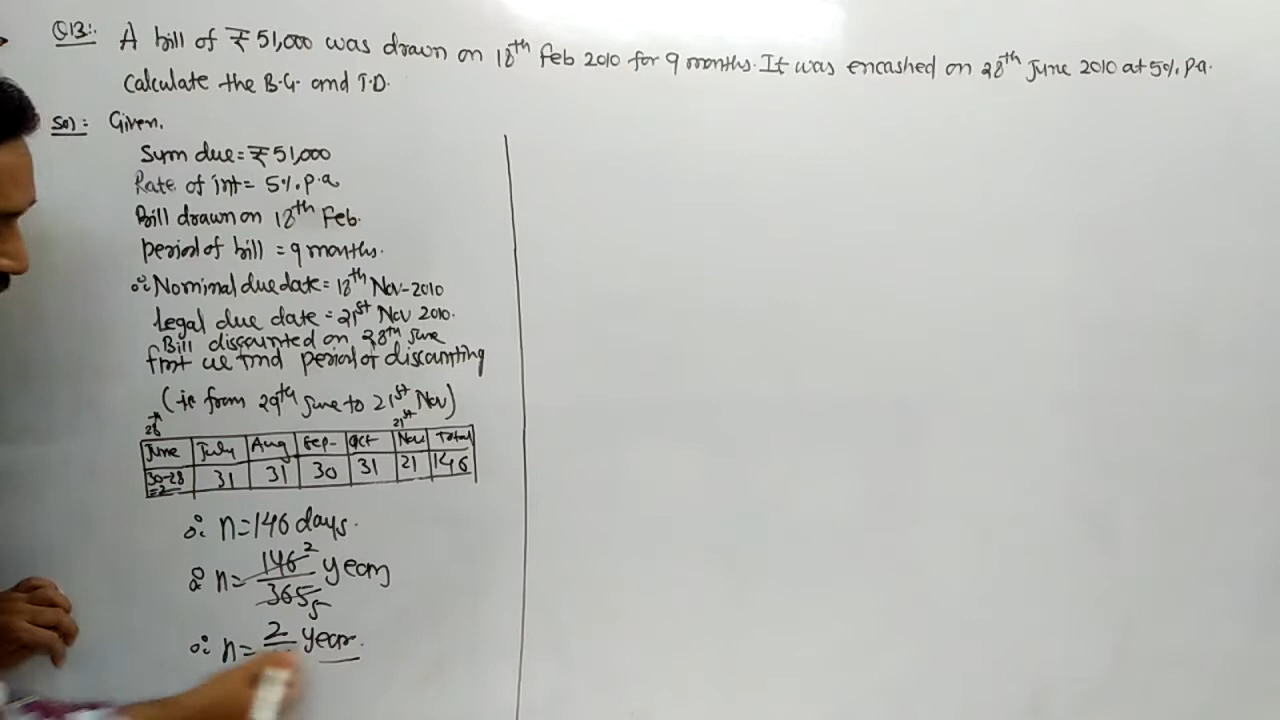 Q13:. A bill of ₹51,000 was drawn on 18th Feb 2010 for 9 months. It was encashed on 28th June 2010 at 5% p.a.
Calculate the B.G. and T.D.
Sol: Given,
Sum due = ₹51,000
Rate of int = 5% p.a
Bill drawn on 18th Feb.
period of bill = 9 months.
∴ Nominal due date = 18th Nov-2010
legal due date = 21st Nov 2010.
Bill discounted on 28th June
first we find period of discounting
(ie from 29th June to 21st Nov)
28 21st
June July Aug Sep- Oct Nov Total
30-28=2 31 31 30 31 21 146
∴ n=146 days.
& n= 146 2 / 365 5 years
∴ n= 2 year.